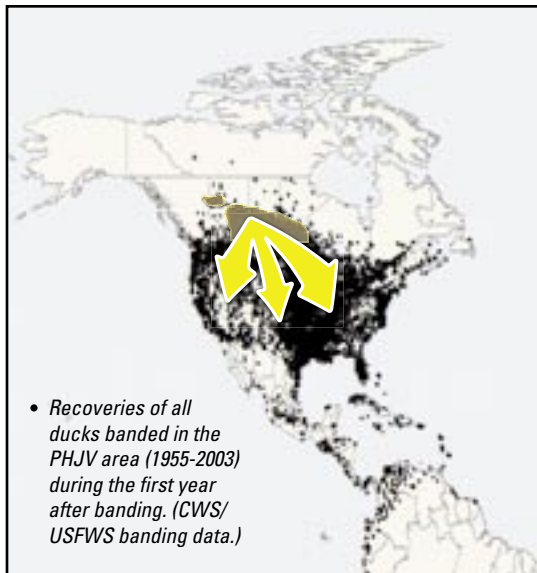 • Recoveries of all
ducks banded in the
PHJV area (1955-2003)
during the first year
after banding. (CWS/
USFWS banding data.)